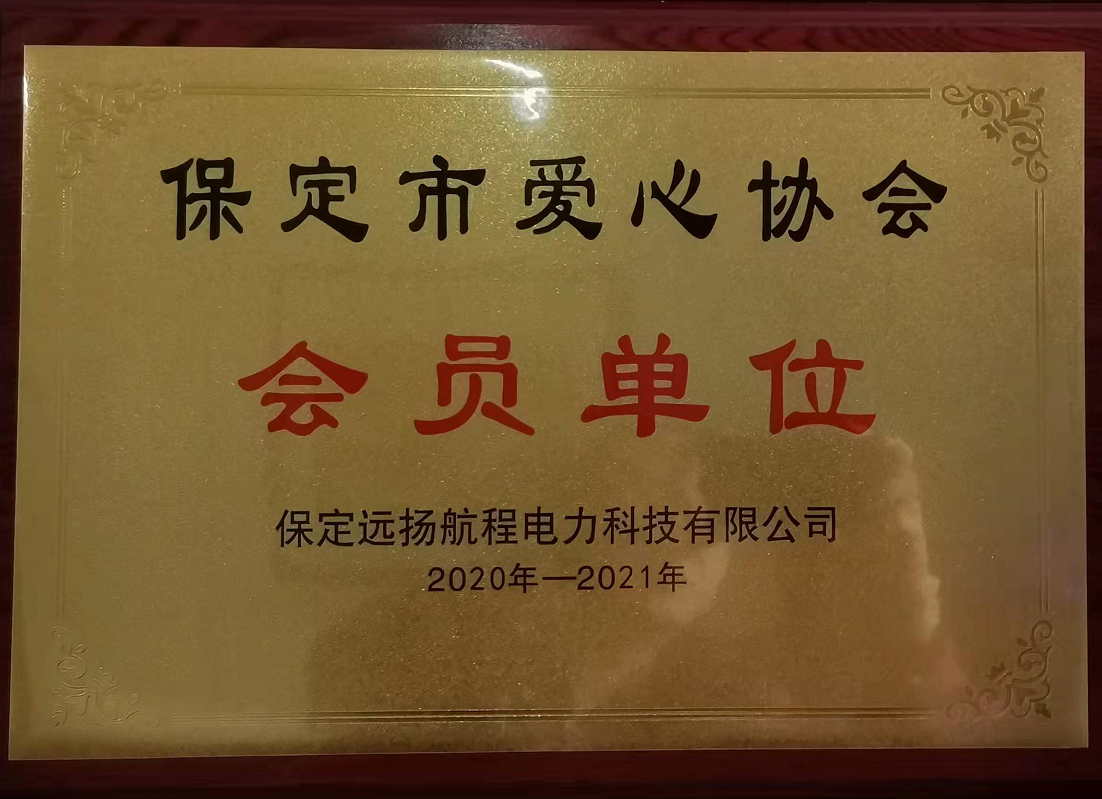 保定市爱心协会
会员单位
保定远扬航程电力科技有限公司
2020年—2021年